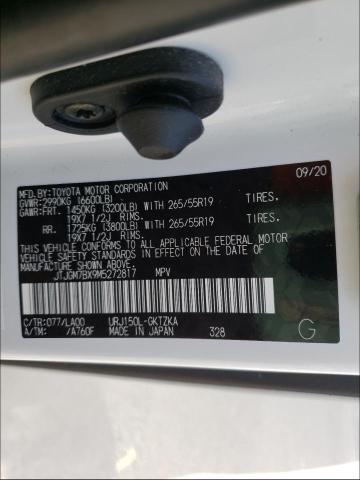 MFD.BY:TOYOTA MOTOR CORPORATION 09/20
GVWR:2990KG (6600LB)
GAWR:FRT. 1450KG (3200LB) WITH 265/55R19 TIRES.
19X7 1/2J RIMS.
RR. 1725KG (3800LB) WITH 265/55R19 TIRES.
19X7 1/2J RIMS.
THIS VEHICLE CONFORMS TO ALL APPLICABLE FEDERAL MOTOR
VEHICLE SAFETY STANDARDS IN EFFECT ON THE DATE OF
MANUFACTURE SHOWN ABOVE.
JTJGM7BX9M5272817 MPV
C/TR:077/LA00 URJ150L-GKTZKA
A/TM: /A760F MADE IN JAPAN 328
G